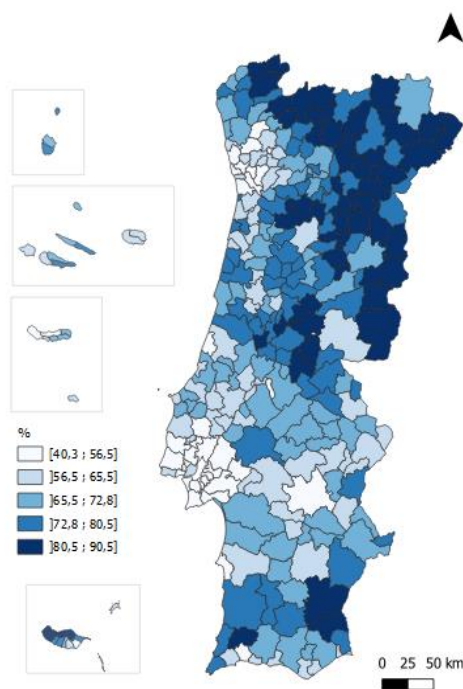 %
[40,3 ; 56,5]
]56,5 ; 65,5]
]65,5 ; 72,8]
]72,8 ; 80,5]
]80,5 ; 90,5]
0 25 50 km